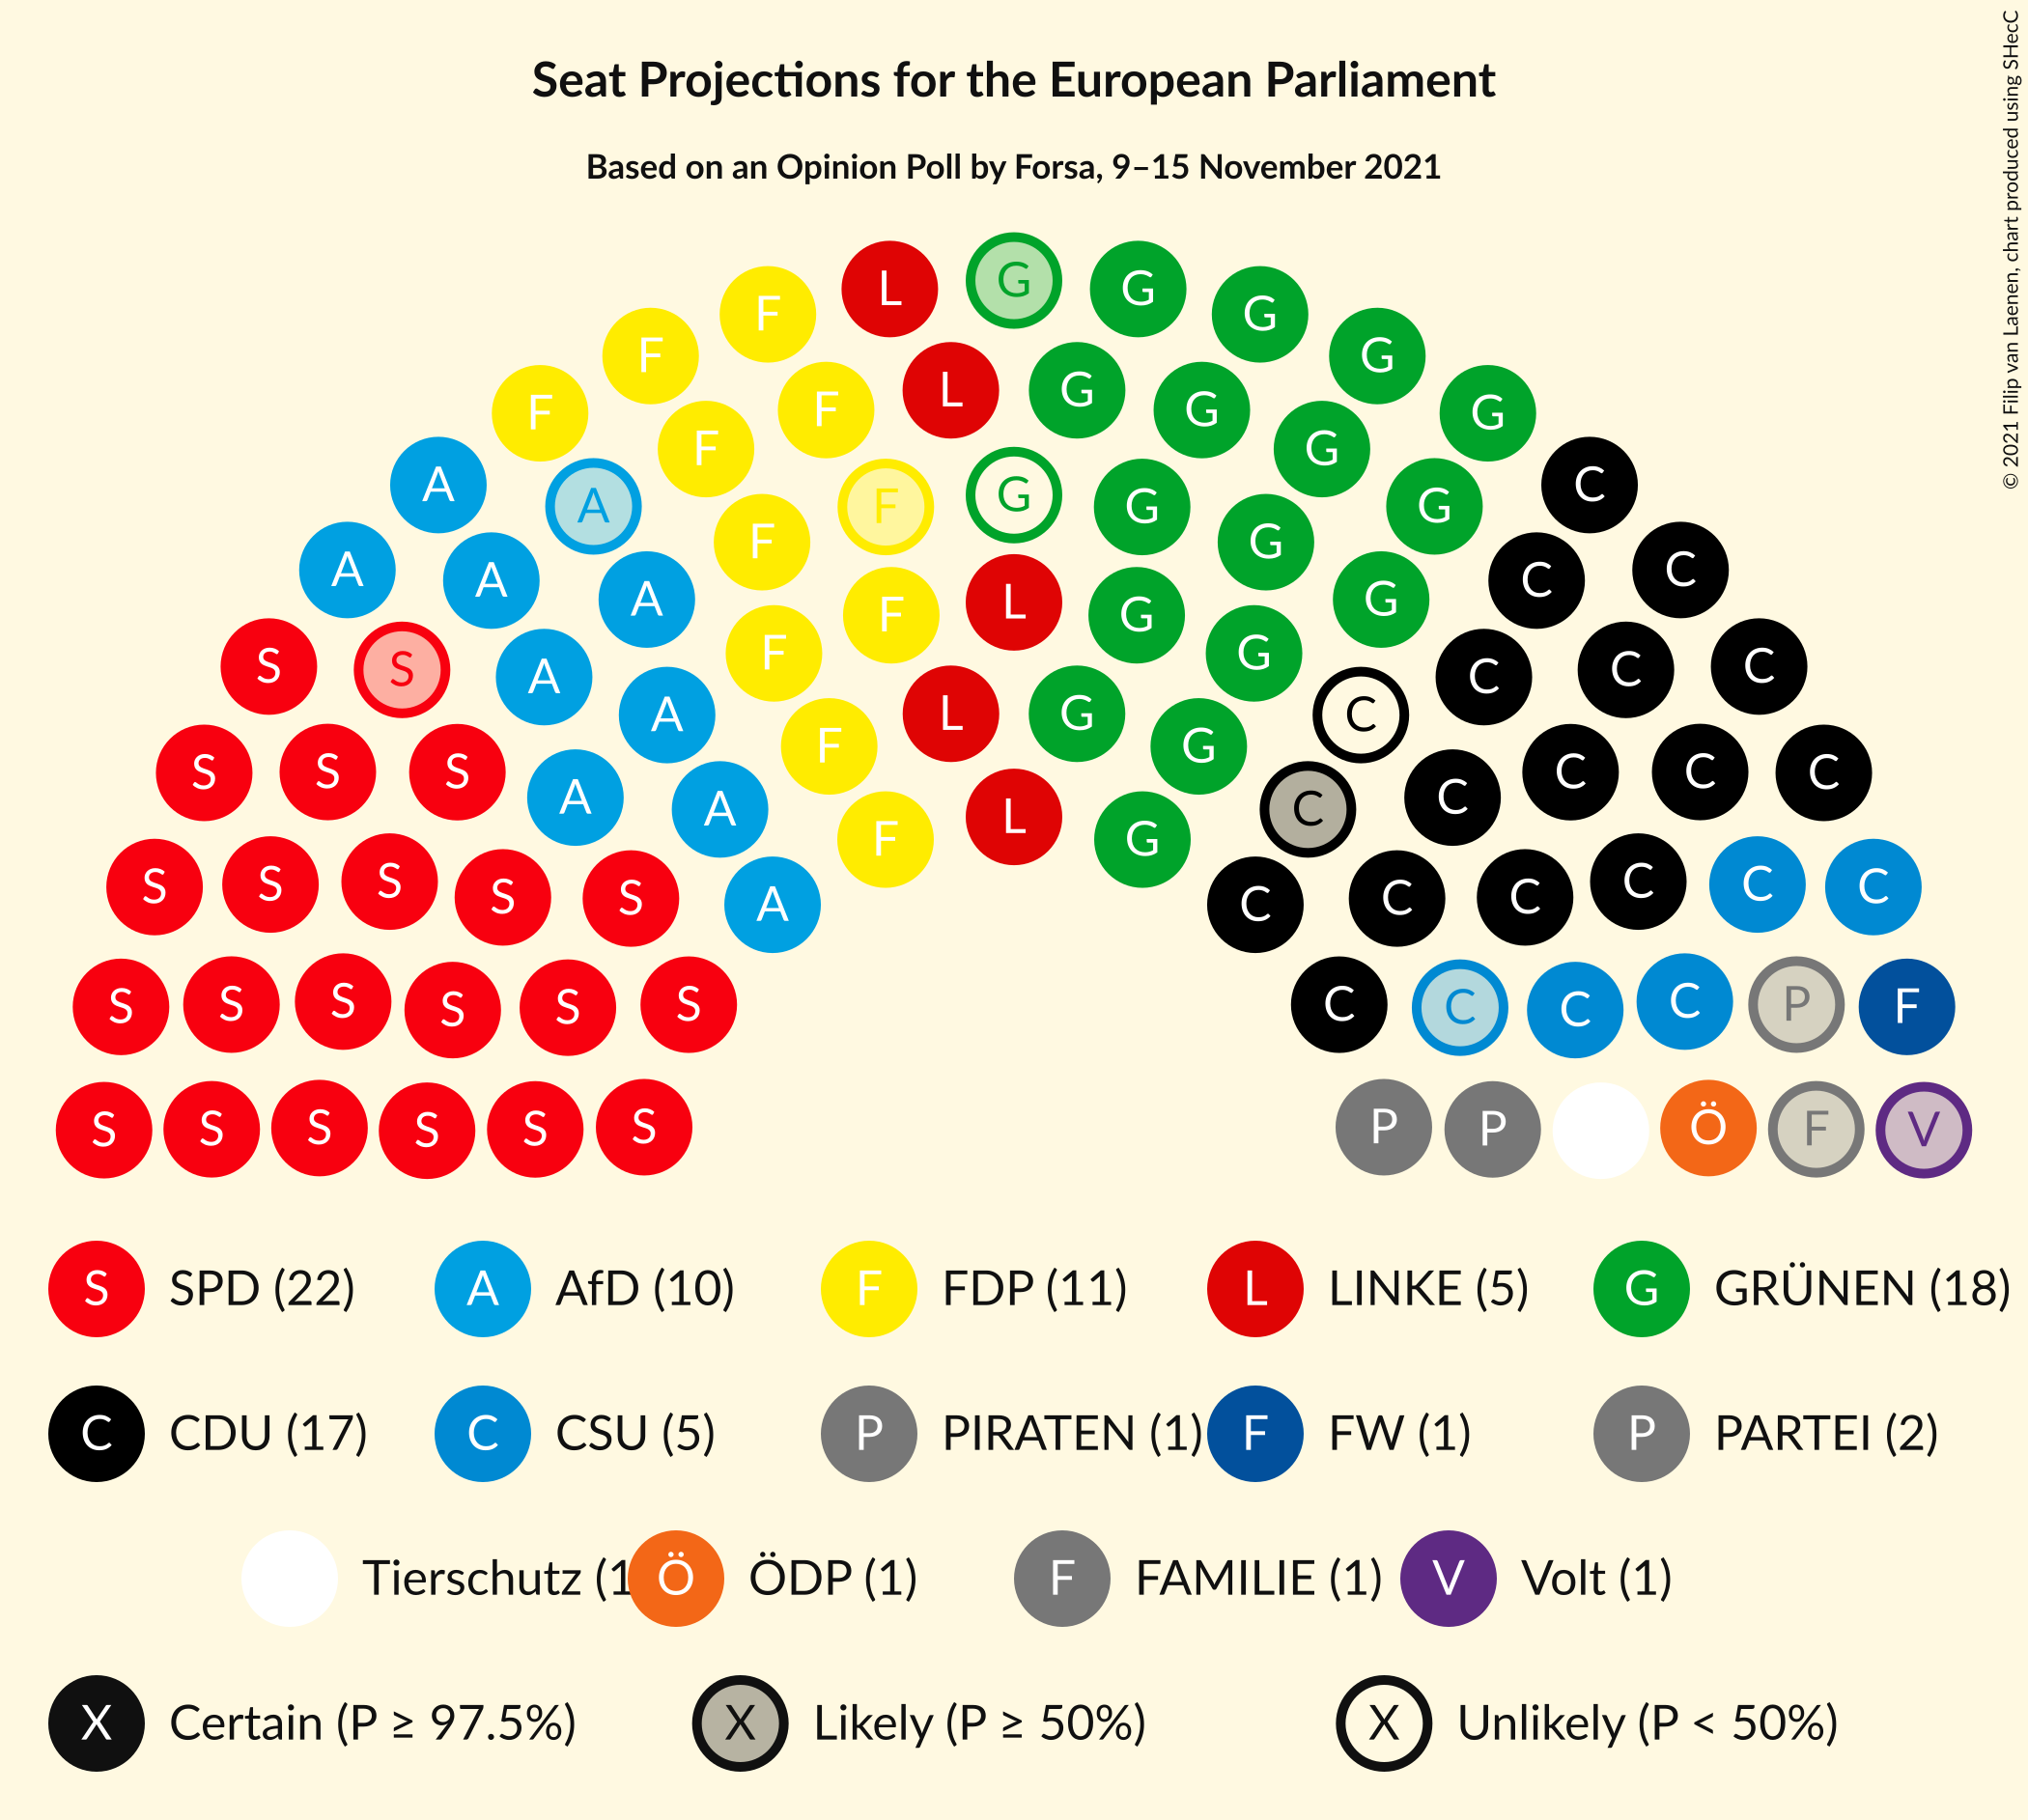 Seat Projections for the European Parliament
Based on an Opinion Poll by Forsa, 9–15 November 2021
© 2021 Filip van Laenen, chart produced using SHecC
L G G
F G
F L G G
F F G
F G G
A A F F G G G C
A F G
A A A F L G G C C
S S A F G C C C
A L G C
S S S F G C C C
A A L C C
S S S S S F G C C C C C
A C C
S S S S S S C C C C P F
S S S S S S P P Ö F V
S SPD (22) A AfD (10) F FDP (11) L LINKE (5) G GRÜNEN (18)
C CDU (17) C CSU (5) P PIRATEN (1) F FW (1) P PARTEI (2)
Tierschutz (1 Ö ÖDP (1) F FAMILIE (1) V Volt (1)
X Certain (P ≥ 97.5%) X Likely (P ≥ 50%) X Unlikely (P < 50%)